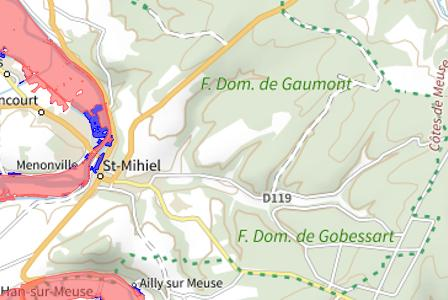 F. Dom. de Gaumont
Côtes de Meuse
ncourt
Menonville
St-Mihiel
D119
F. Dom. de Gobessart
Ailly sur Meuse
Han-sur-Meuse